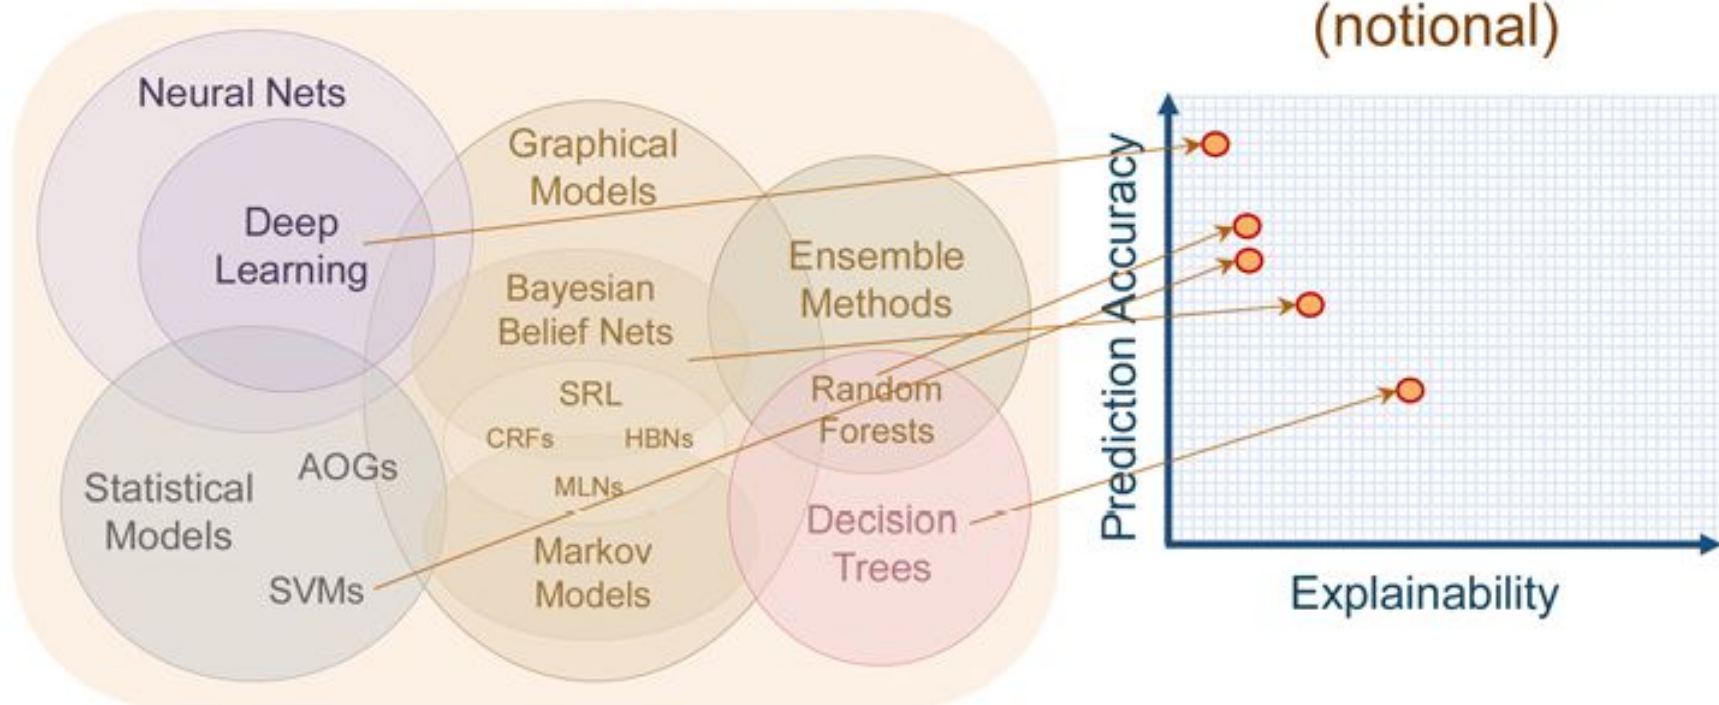 (notional)
Neural Nets
Deep
Learning
Graphical
Models
Ensemble
Methods
Bayesian
Belief Nets
SRL
CRFs
HBNs
MLNs
Markov
Models
Random
Forests
Decision
Trees
Statistical
Models
AOGs
SVMs
Prediction Accuracy
Explainability